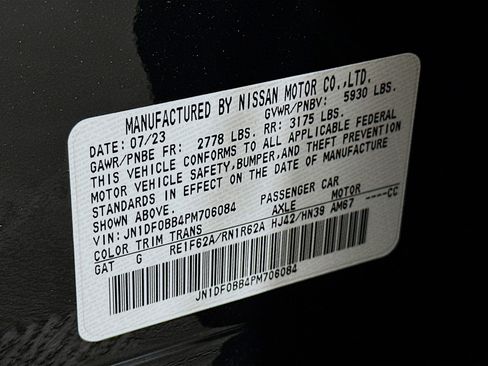 MANUFACTURED BY NISSAN MOTOR CO.,LTD.
DATE: 07/23 GVWR/PNBV: 5930 LBS.
GAWR/PNBE FR: 2778 LBS. RR: 3175 LBS.
THIS VEHICLE CONFORMS TO ALL APPLICABLE FEDERAL
MOTOR VEHICLE SAFETY,BUMPER,AND THEFT PREVENTION
STANDARDS IN EFFECT ON THE DATE OF MANUFACTURE
SHOWN ABOVE.
VIN: JN1DF0BB4PM706084 PASSENGER CAR
COLOR TRIM TRANS AXLE MOTOR ----CC
GAT G RE1F62A/RN1R62A HJ42/HN39 AM67
JN1DF0BB4PM706084